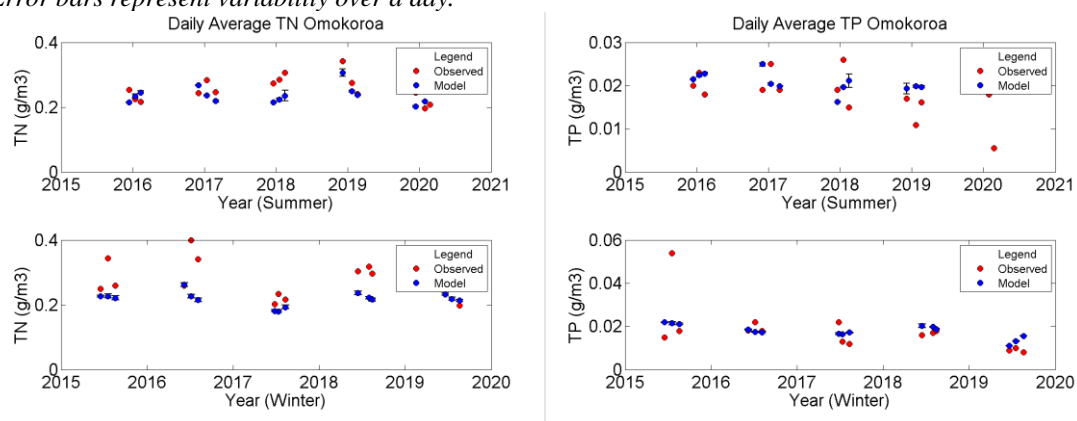 Error bars represent variability over a day.
Daily Average TN Omokoroa
0.4
0.2
0
TN (g/m3)
Legend
Observed
Model
2015 2016 2017 2018 2019 2020 2021
Year (Summer)
Daily Average TP Omokoroa
0.03
0.02
0.01
0
TP (g/m3)
Legend
Observed
Model
2015 2016 2017 2018 2019 2020 2021
Year (Summer)
0.4
0.2
0
TN (g/m3)
Legend
Observed
Model
2015 2016 2017 2018 2019 2020
Year (Winter)
0.06
0.04
0.02
0
TP (g/m3)
Legend
Observed
Model
2015 2016 2017 2018 2019 2020
Year (Winter)